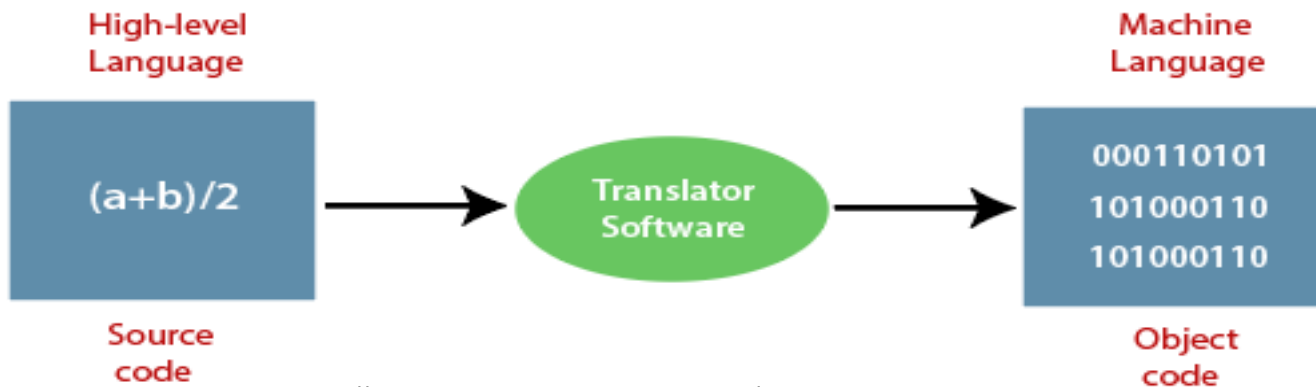 High-level
Language
(a+b)/2
Source
code
Translator
Software
Machine
Language
000110101
101000110
101000110
Object
code